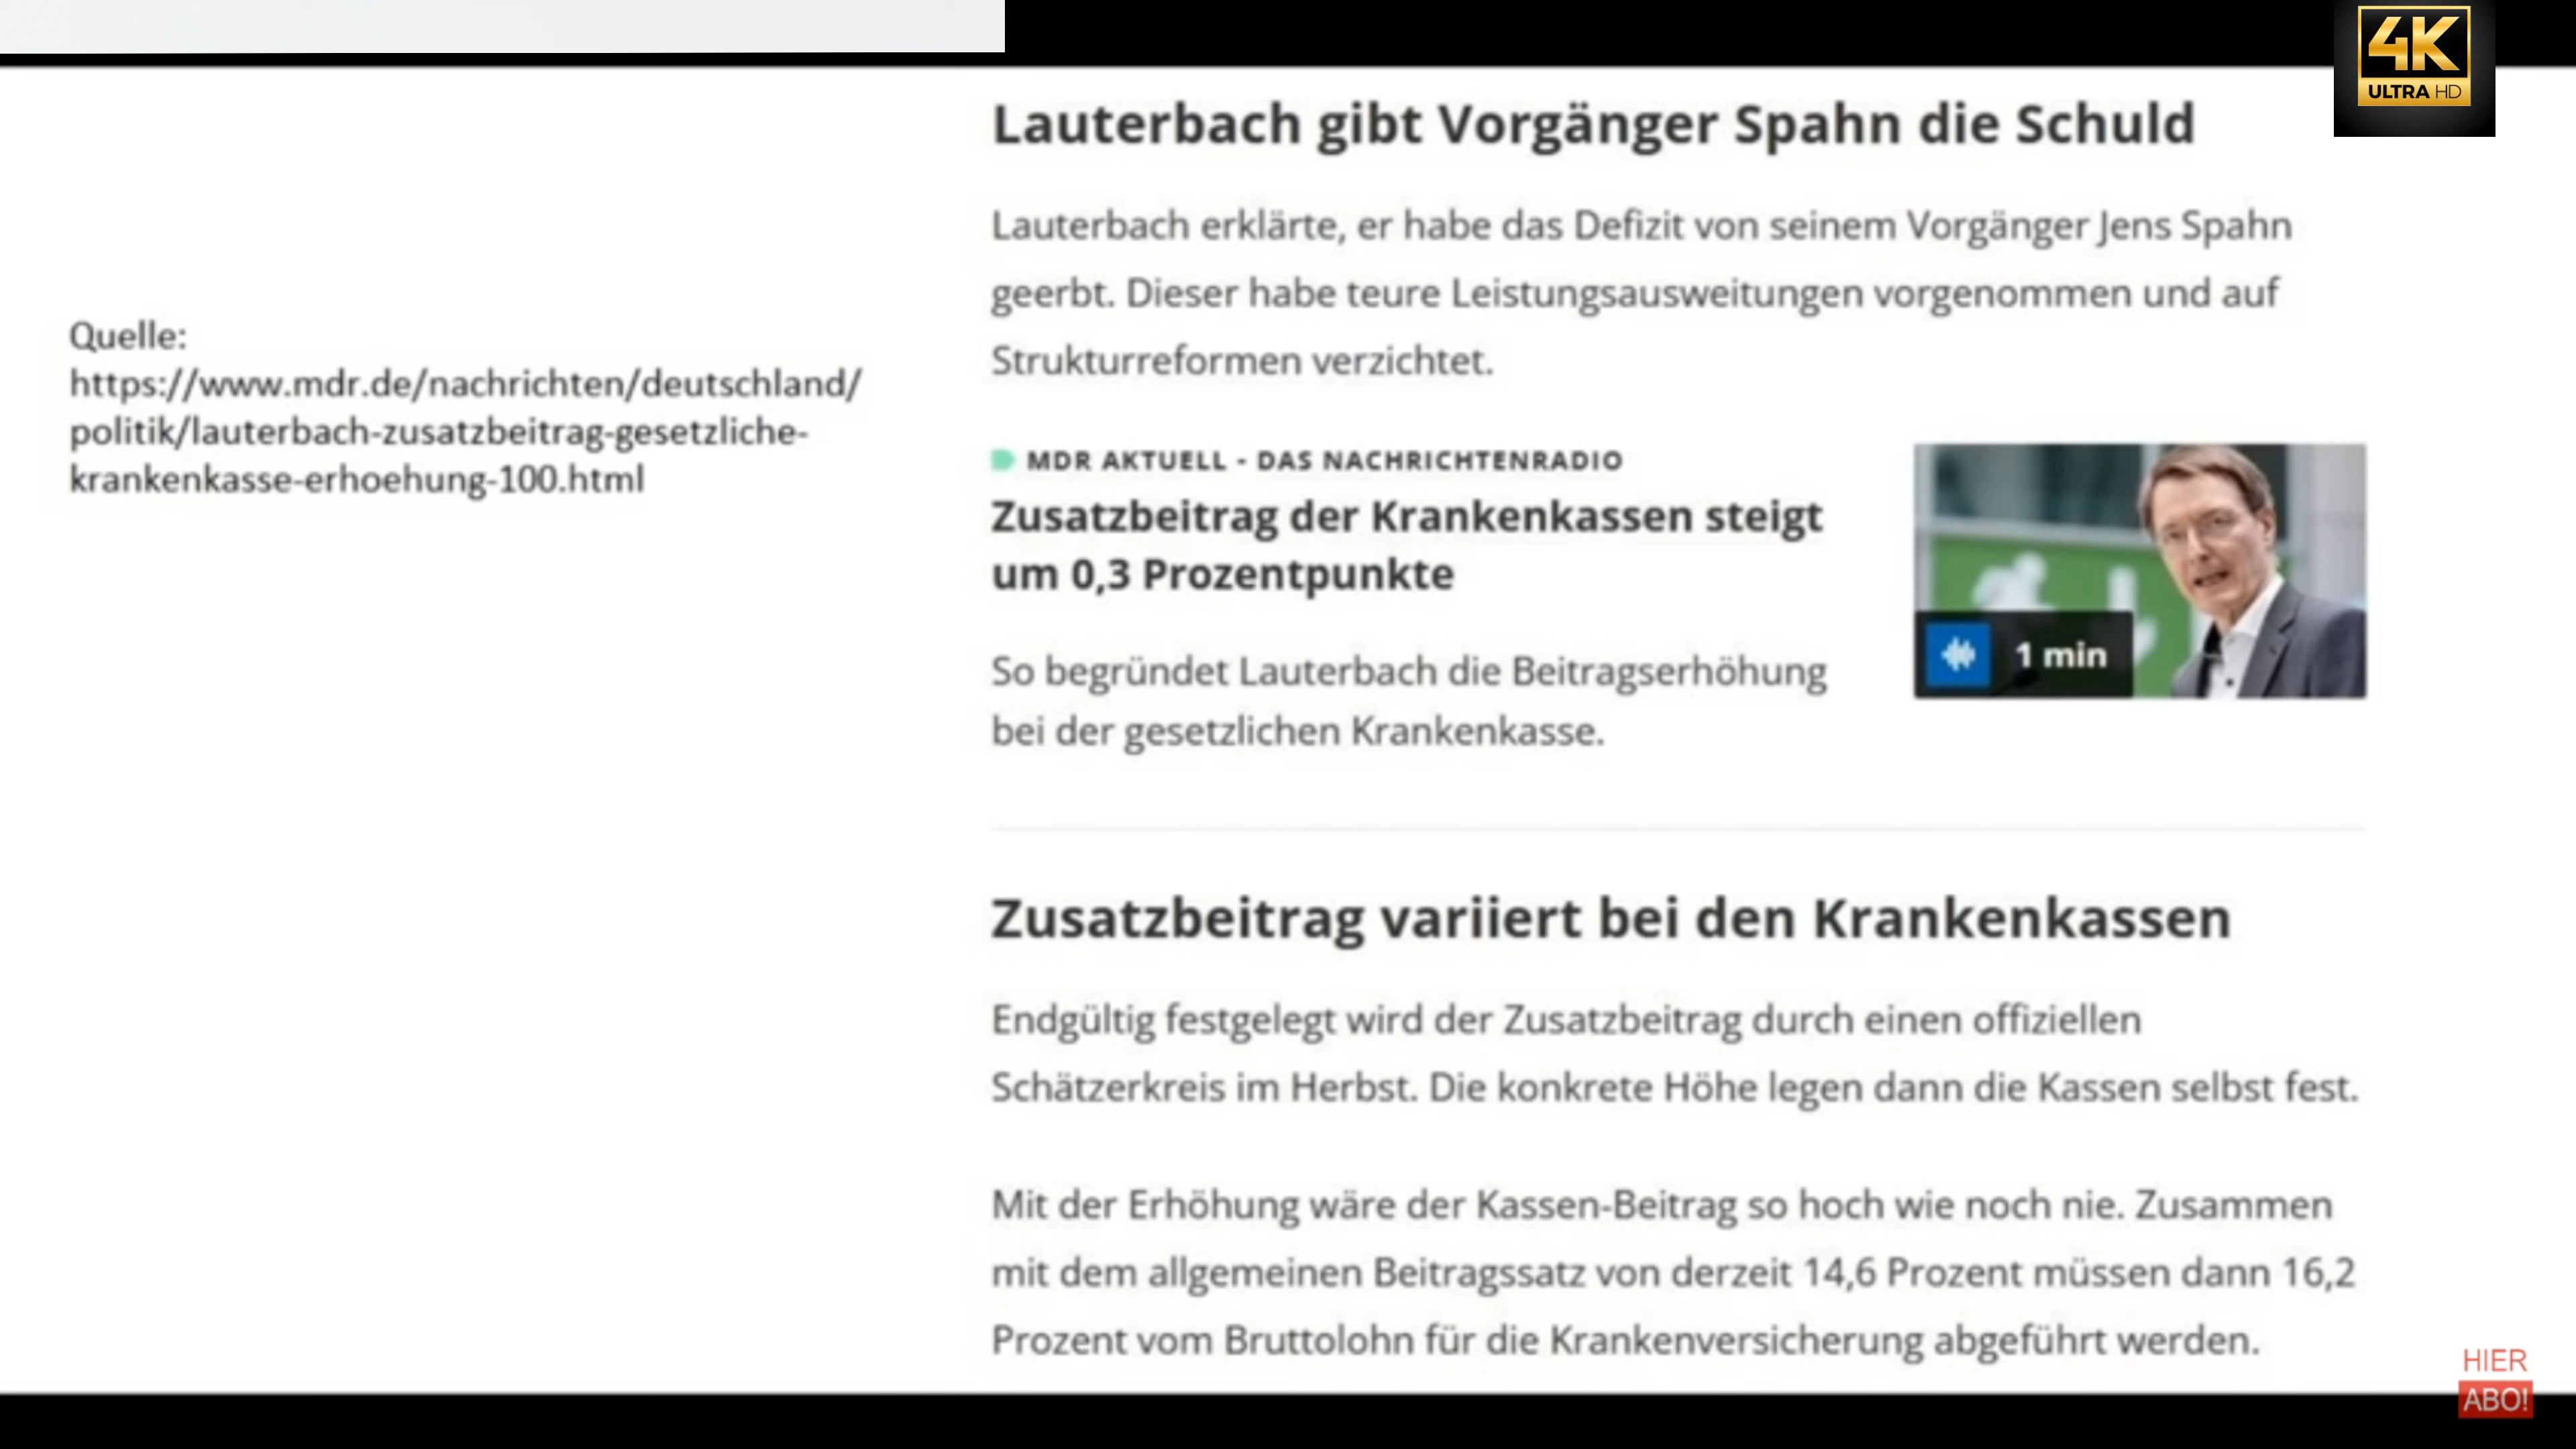 4K
ULTRA HD
Lauterbach gibt Vorgänger Spahn die Schuld
Lauterbach erklärte, er habe das Defizit von seinem Vorgänger Jens Spahn
geerbt. Dieser habe teure Leistungsausweitungen vorgenommen und auf
Strukturreformen verzichtet.
Quelle:
https://www.mdr.de/nachrichten/deutschland/
politik/lauterbach-zusatzbeitrag-gesetzliche-
krankenkasse-erhoehung-100.html
MDR AKTUELL - DAS NACHRICHTENRADIO
Zusatzbeitrag der Krankenkassen steigt
um 0,3 Prozentpunkte
1 min
So begründet Lauterbach die Beitragserhöhung
bei der gesetzlichen Krankenkasse.
Zusatzbeitrag variiert bei den Krankenkassen
Endgültig festgelegt wird der Zusatzbeitrag durch einen offiziellen
Schätzerkreis im Herbst. Die konkrete Höhe legen dann die Kassen selbst fest.
Mit der Erhöhung wäre der Kassen-Beitrag so hoch wie noch nie. Zusammen
mit dem allgemeinen Beitragssatz von derzeit 14,6 Prozent müssen dann 16,2
Prozent vom Bruttolohn für die Krankenversicherung abgeführt werden.
HIER
ABO!